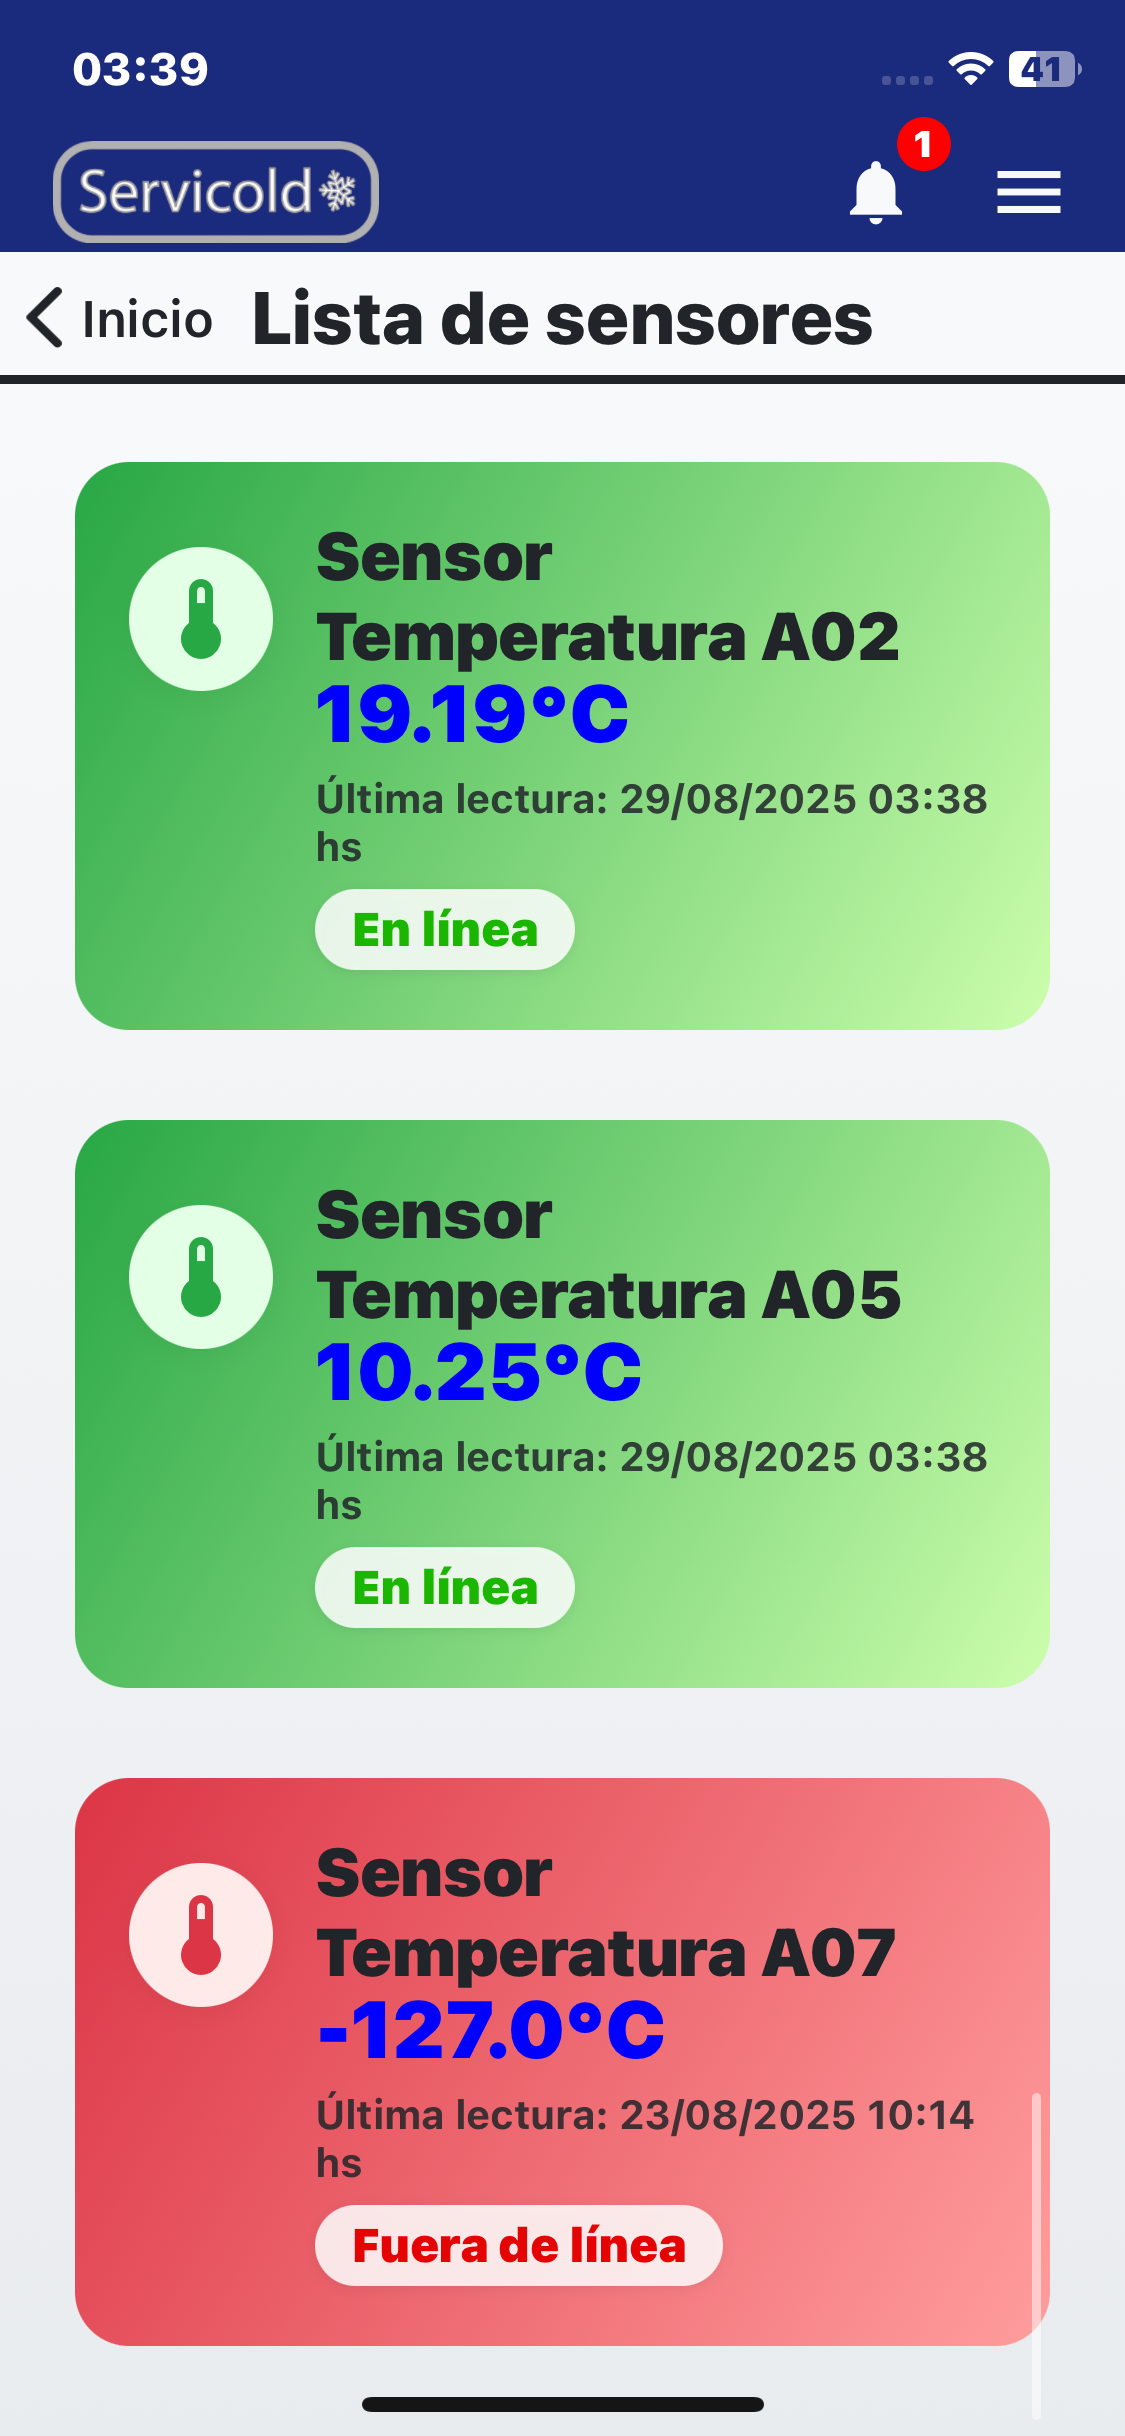 03:39
41
Servicold
1
Inicio
Lista de sensores
Sensor
Temperatura A02
19.19°C
Última lectura: 29/08/2025 03:38
hs
En línea
Sensor
Temperatura A05
10.25°C
Última lectura: 29/08/2025 03:38
hs
En línea
Sensor
Temperatura A07
-127.0°C
Última lectura: 23/08/2025 10:14
hs
Fuera de línea